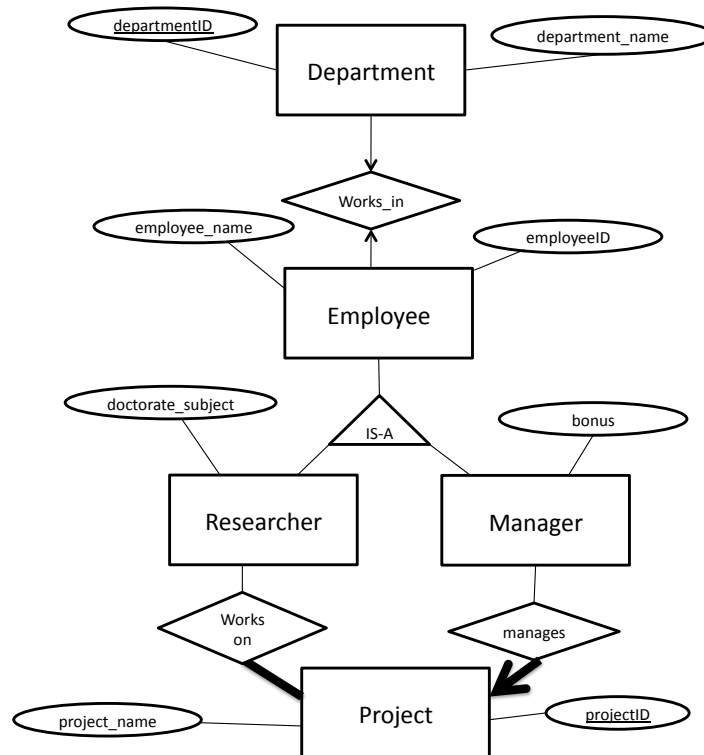 departmentID
department_name
Department
Works_in
employee_name
employeeID
Employee
doctorate_subject
IS-A
bonus
Researcher
Manager
Works
on
manages
project_name
Project
projectID